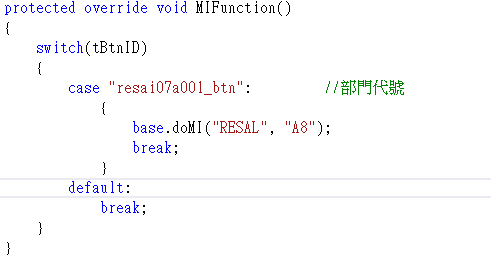 protected override void MIFunction()
{
switch(tBtnID)
{
case "resai07a001_btn": //部門代號
{
base.doMI("RESAL", "A8");
break;
}
default:
break;
}
}